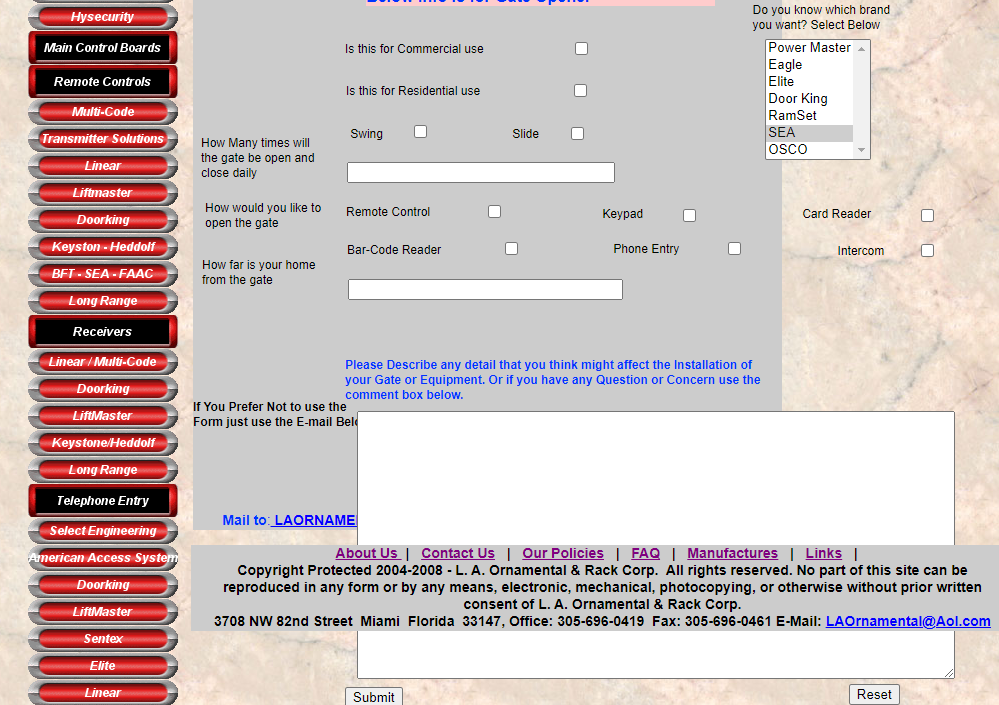 Hysecurity
Main Control Boards
Remote Controls
Multi-Code
Transmitter Solutions
Linear
Liftmaster
Doorking
Keyston - Heddolf
BFT - SEA - FAAC
Long Range
Receivers
Linear / Multi-Code
Doorking
LiftMaster
Keystone/Heddolf
Long Range
Telephone Entry
Select Engineering
American Access System
Doorking
LiftMaster
Sentex
Elite
Linear
Below Info is for Gate Opener
Do you know which brand
you want? Select Below
Power Master
Eagle
Elite
Door King
RamSet
SEA
OSCO
Is this for Commercial use
Is this for Residential use
Swing
Slide
How Many times will
the gate be open and
close daily
How would you like to
open the gate
Remote Control
Keypad
Card Reader
Bar-Code Reader
Phone Entry
Intercom
How far is your home
from the gate
Please Describe any detail that you think might affect the Installation of
your Gate or Equipment. Or if you have any Question or Concern use the
comment box below.
If You Prefer Not to use the
Form just use the E-mail Belo
Mail to: LAORNAME
About Us | Contact Us | Our Policies | FAQ | Manufactures | Links |
Copyright Protected 2004-2008 - L. A. Ornamental & Rack Corp. All rights reserved. No part of this site can be
reproduced in any form or by any means, electronic, mechanical, photocopying, or otherwise without prior written
consent of L. A. Ornamental & Rack Corp.
3708 NW 82nd Street Miami Florida 33147, Office: 305-696-0419 Fax: 305-696-0461 E-Mail: LAOrnamental@Aol.com
Submit
Reset